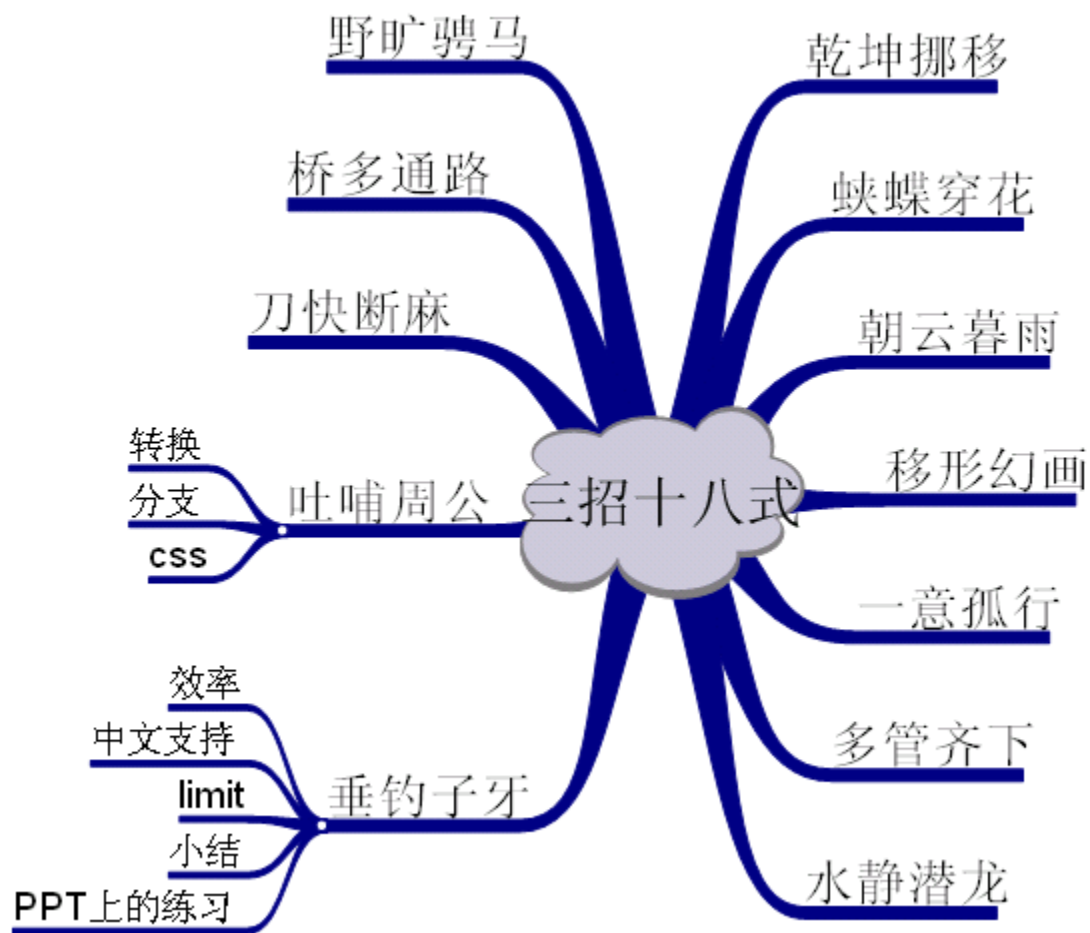 三招十八式
乾坤挪移
蛱蝶穿花
朝云暮雨
移形幻画
一意孤行
多管齐下
水静潜龙
野旷骋马
桥多通路
刀快断麻
吐哺周公
转换
分支
css
垂钓子牙
效率
中文支持
limit
小结
PPT上的练习